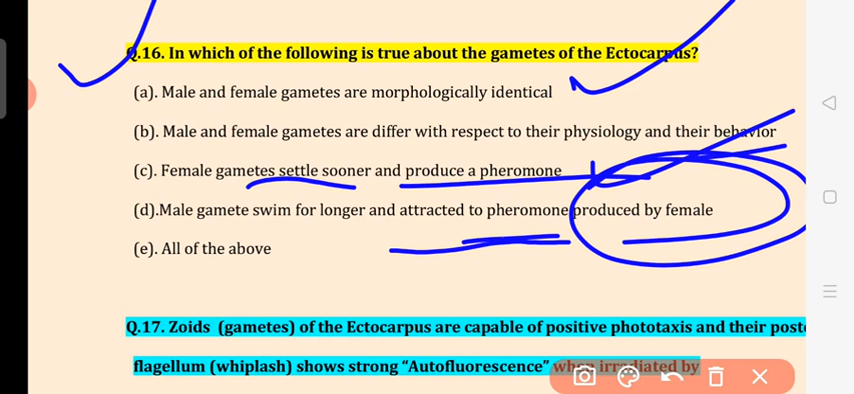 Q.16. In which of the following is true about the gametes of the Ectocarpus?
(a). Male and female gametes are morphologically identical
(b). Male and female gametes are differ with respect to their physiology and their behavior
(c). Female gametes settle sooner and produce a pheromone
(d).Male gamete swim for longer and attracted to pheromone produced by female
(e). All of the above
Q.17. Zoids (gametes) of the Ectocarpus are capable of positive phototaxis and their
flagellum (whiplash) shows strong “Autofluorescence” when irradiated by